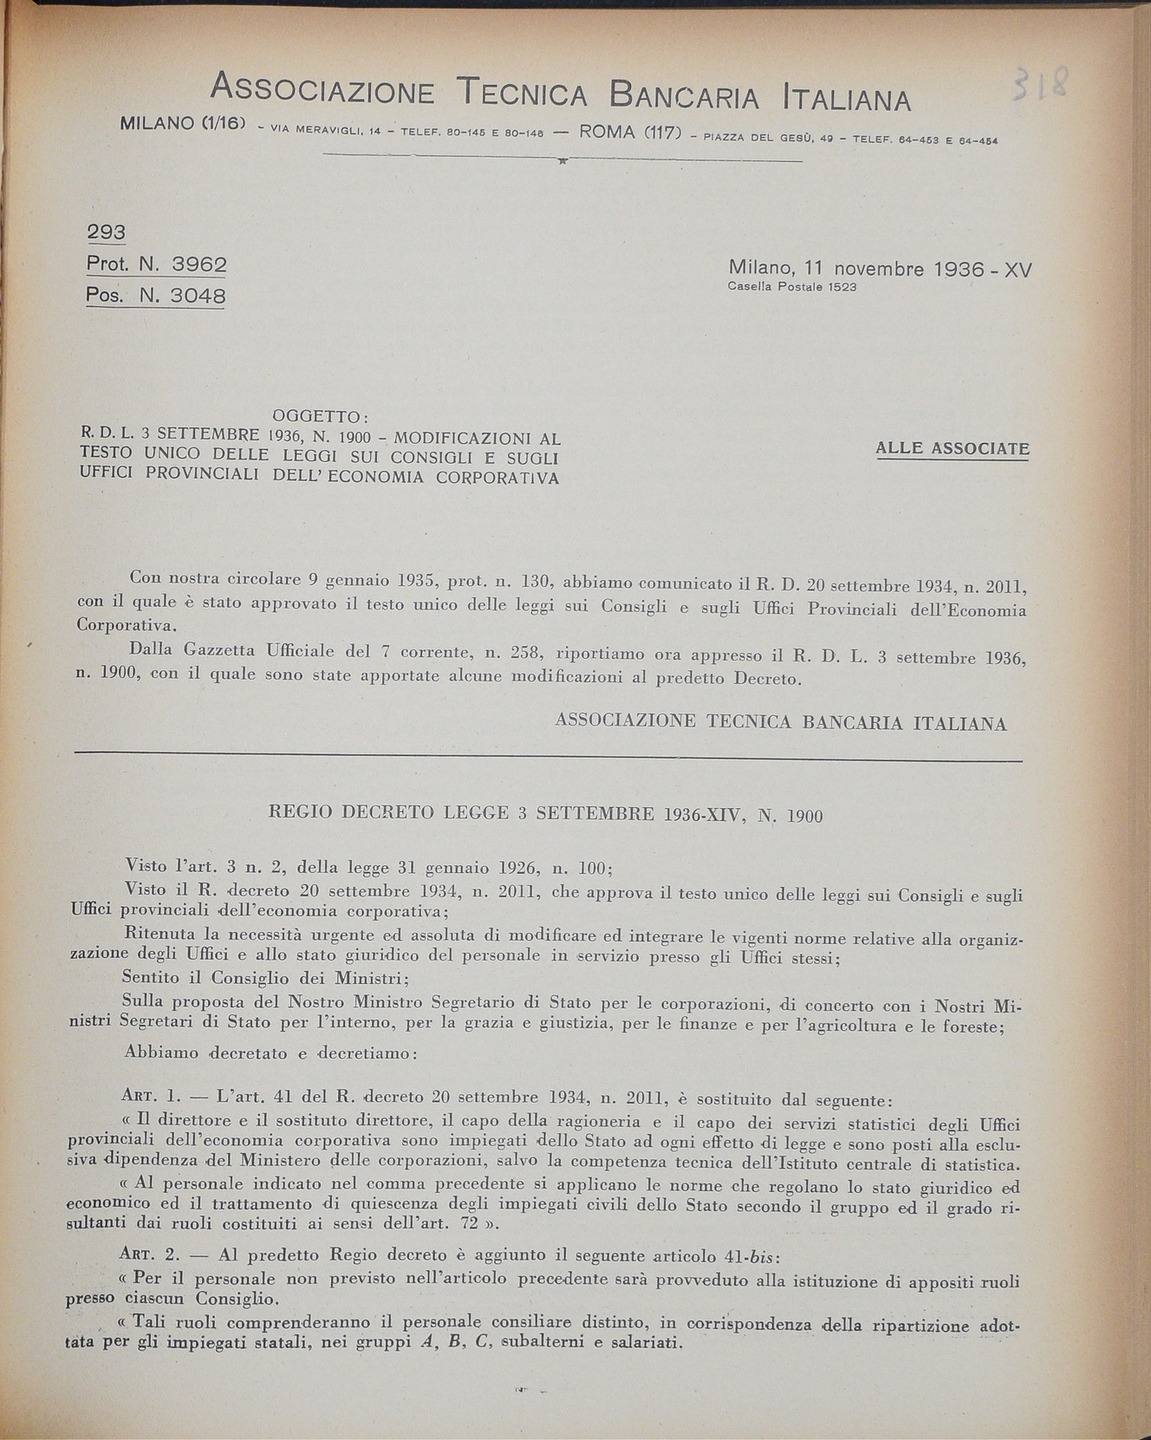 318
ASSOCIAZIONE TECNICA BANCARIA ITALIANA
MILANO (1/16) - VIA MERAVIGLI, 14 - TELEF. 80-145 E 80-146 — ROMA (117) - PIAZZA DEL GESÙ, 49 - TELEF. 64-453 E 64-454
293
Prot. N. 3962
Pos. N. 3048
Milano, 11 novembre 1936 - XV
Casella Postale 1523
OGGETTO:
R. D. L. 3 SETTEMBRE 1936, N. 1900 - MODIFICAZIONI AL
TESTO UNICO DELLE LEGGI SUI CONSIGLI E SUGLI
UFFICI PROVINCIALI DELL'ECONOMIA CORPORATIVA
ALLE ASSOCIATE
Con nostra circolare 9 gennaio 1935, prot. n. 130, abbiamo comunicato il R. D. 20 settembre 1934, n. 2011,
con il quale è stato approvato il testo unico delle leggi sui Consigli e sugli Uffici Provinciali dell'Economia
Corporativa.
Dalla Gazzetta Ufficiale del 7 corrente, n. 258, riportiamo ora appresso il R. D. L. 3 settembre 1936,
n. 1900, con il quale sono state apportate alcune modificazioni al predetto Decreto.
ASSOCIAZIONE TECNICA BANCARIA ITALIANA
REGIO DECRETO LEGGE 3 SETTEMBRE 1936-XIV, N. 1900
Visto l'art. 3 n. 2, della legge 31 gennaio 1926, n. 100;
Visto il R. decreto 20 settembre 1934, n. 2011, che approva il testo unico delle leggi sui Consigli e sugli
Uffici provinciali dell'economia corporativa;
Ritenuta la necessità urgente ed assoluta di modificare ed integrare le vigenti norme relative alla organiz-
zazione degli Uffici e allo stato giuridico del personale in servizio presso gli Uffici stessi;
Sentito il Consiglio dei Ministri;
Sulla proposta del Nostro Ministro Segretario di Stato per le corporazioni, di concerto con i Nostri Mi-
nistri Segretari di Stato per l'interno, per la grazia e giustizia, per le finanze e per l'agricoltura e le foreste;
Abbiamo decretato e decretiamo:
ART. 1. — L'art. 41 del R. decreto 20 settembre 1934, n. 2011, è sostituito dal seguente:
« Il direttore e il sostituto direttore, il capo della ragioneria e il capo dei servizi statistici degli Uffici
provinciali dell'economia corporativa sono impiegati dello Stato ad ogni effetto di legge e sono posti alla esclu-
siva dipendenza del Ministero delle corporazioni, salvo la competenza tecnica dell'Istituto centrale di statistica.
« Al personale indicato nel comma precedente si applicano le norme che regolano lo stato giuridico ed
economico ed il trattamento di quiescenza degli impiegati civili dello Stato secondo il gruppo ed il grado ri-
sultanti dai ruoli costituiti ai sensi dell'art. 72 ».
ART. 2. — Al predetto Regio decreto è aggiunto il seguente articolo 41-bis:
« Per il personale non previsto nell'articolo precedente sarà provveduto alla istituzione di appositi ruoli
presso ciascun Consiglio.
« Tali ruoli comprenderanno il personale consiliare distinto, in corrispondenza della ripartizione adot-
tata per gli impiegati statali, nei gruppi A, B, C, subalterni e salariati.